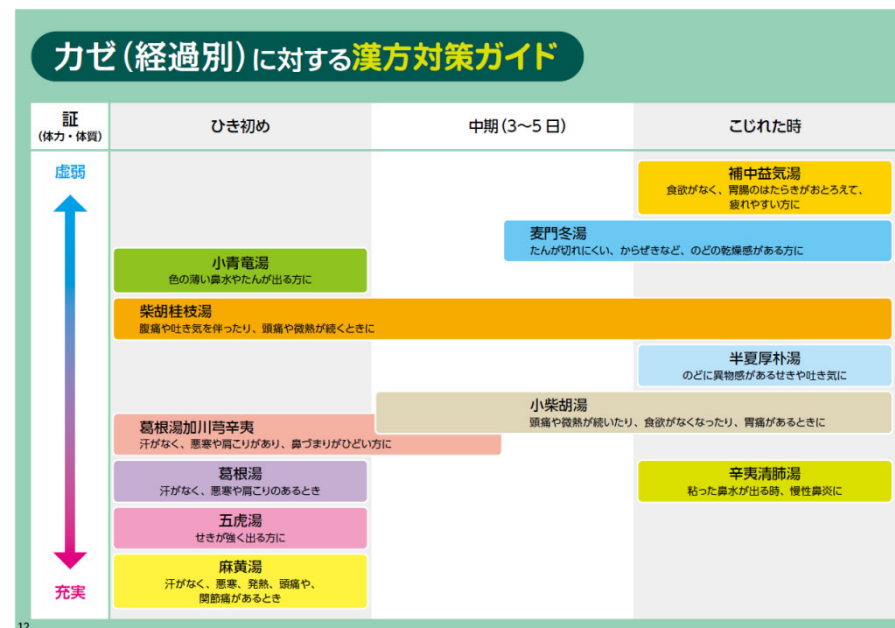 カゼ(経過別)に対する漢方対策ガイド
証
(体力・体質)
ひき初め
中期(3〜5日)
こじれた時
虚弱
補中益気湯
食欲がなく、胃腸のはたらきがおとろえて、
疲れやすい方に
麦門冬湯
たんが切れにくい、からぜきなど、のどの乾燥感がある方に
小青竜湯
色の薄い鼻水やたんが出る方に
柴胡桂枝湯
腹痛や吐き気を伴ったり、頭痛や微熱が続くときに
半夏厚朴湯
のどに異物感があるせきや吐き気に
小柴胡湯
頭痛や微熱が続いたり、食欲がなくなったり、胃痛があるときに
葛根湯加川芎辛夷
汗がなく、悪寒や肩こりがあり、鼻づまりがひどい方に
葛根湯
汗がなく、悪寒や肩こりのあるとき
辛夷清肺湯
粘った鼻水が出る時、慢性鼻炎に
五虎湯
せきが強く出る方に
麻黄湯
汗がなく、悪寒、発熱、頭痛や、
関節痛があるとき
充実
12